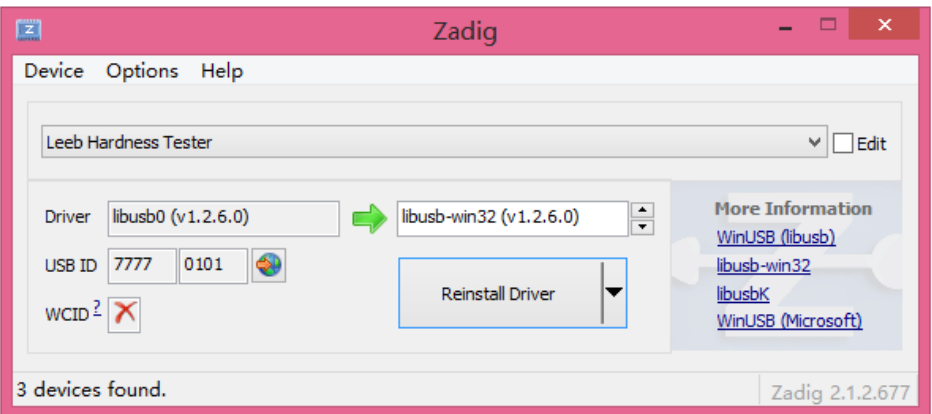 Zadig
Device Options Help
Leeb Hardness Tester
Edit
Driver libusb0 (v1.2.6.0) libusb-win32 (v1.2.6.0)
USB ID 7777 0101
WCID ?
Reinstall Driver
More Information
WinUSB (libusb)
libusb-win32
libusbK
WinUSB (Microsoft)
3 devices found.
Zadig 2.1.2.677